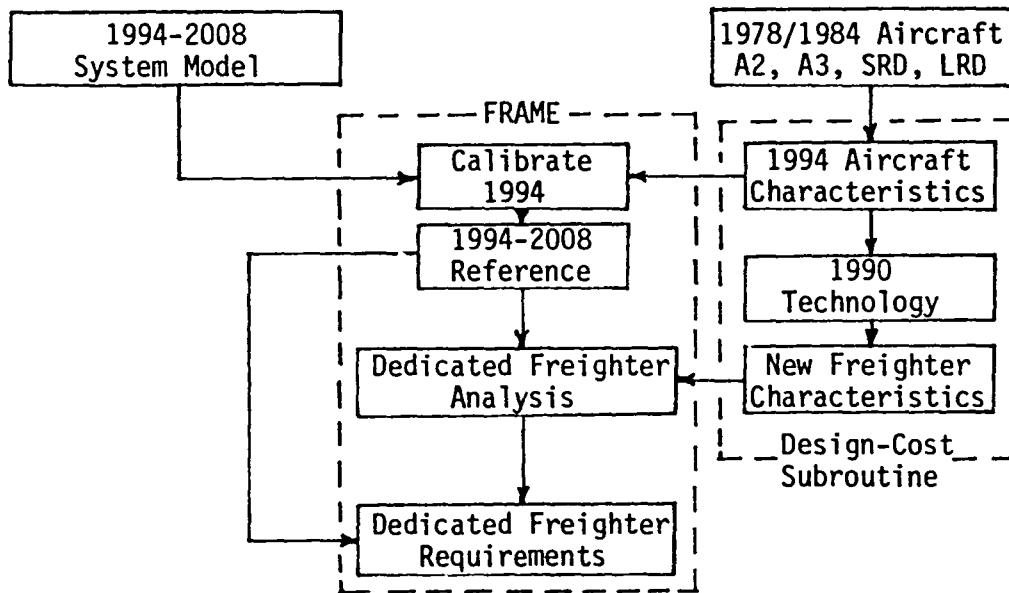 1994-2008
System Model
1978/1984 Aircraft
A2, A3, SRD, LRD
FRAME
Calibrate
1994
1994 Aircraft
Characteristics
1994-2008
Reference
1990
Technology
Dedicated Freighter
Analysis
New Freighter
Characteristics
Design-Cost
Subroutine
Dedicated Freighter
Requirements